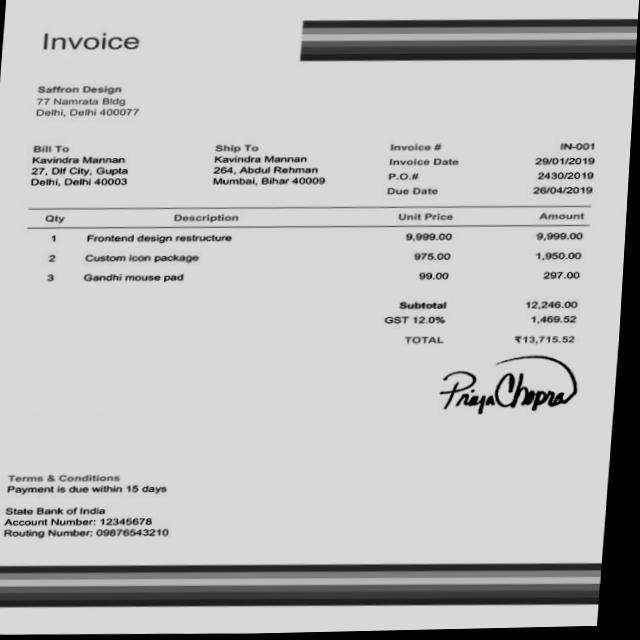 Invoice
Saffron Design
77 Namrata Bldg
Delhi, Delhi 400077
Bill To
Kavindra Mannan
27, Dlf City, Gupta
Delhi, Delhi 40003
Ship To
Kavindra Mannan
264, Abdul Rehman
Mumbai, Bihar 40009
Invoice # IN-001
Invoice Date 29/01/2019
P.O.# 2430/2019
Due Date 26/04/2019
Qty Description Unit Price Amount
1 Frontend design restructure 9,999.00 9,999.00
2 Custom icon package 975.00 1,950.00
3 Gandhi mouse pad 99.00 297.00
Subtotal 12,246.00
GST 12.0% 1,469.52
TOTAL ₹13,715.52
Priya Chopra
Terms & Conditions
Payment is due within 15 days
State Bank of India
Account Number: 12345678
Routing Number: 09876543210